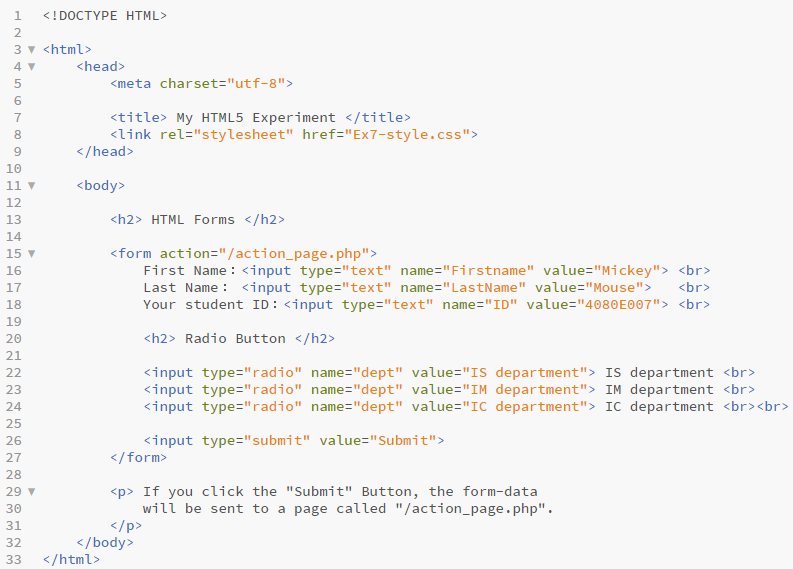 1 <!DOCTYPE HTML>
2
3 ▼ <html>
4 ▼     <head>
5         <meta charset="utf-8">
6
7         <title> My HTML5 Experiment </title>
8         <link rel="stylesheet" href="Ex7-style.css">
9     </head>
10
11 ▼     <body>
12
13         <h2> HTML Forms </h2>
14
15 ▼         <form action="/action_page.php">
16             First Name：<input type="text" name="Firstname" value="Mickey"> <br>
17             Last Name： <input type="text" name="LastName" value="Mouse">   <br>
18             Your student ID：<input type="text" name="ID" value="4080E007"> <br>
19
20             <h2> Radio Button </h2>
21
22             <input type="radio" name="dept" value="IS department"> IS department <br>
23             <input type="radio" name="dept" value="IM department"> IM department <br>
24             <input type="radio" name="dept" value="IC department"> IC department <br><br>
25
26             <input type="submit" value="Submit">
27         </form>
28
29 ▼         <p> If you click the "Submit" Button, the form-data
30             will be sent to a page called "/action_page.php".
31         </p>
32     </body>
33 </html>